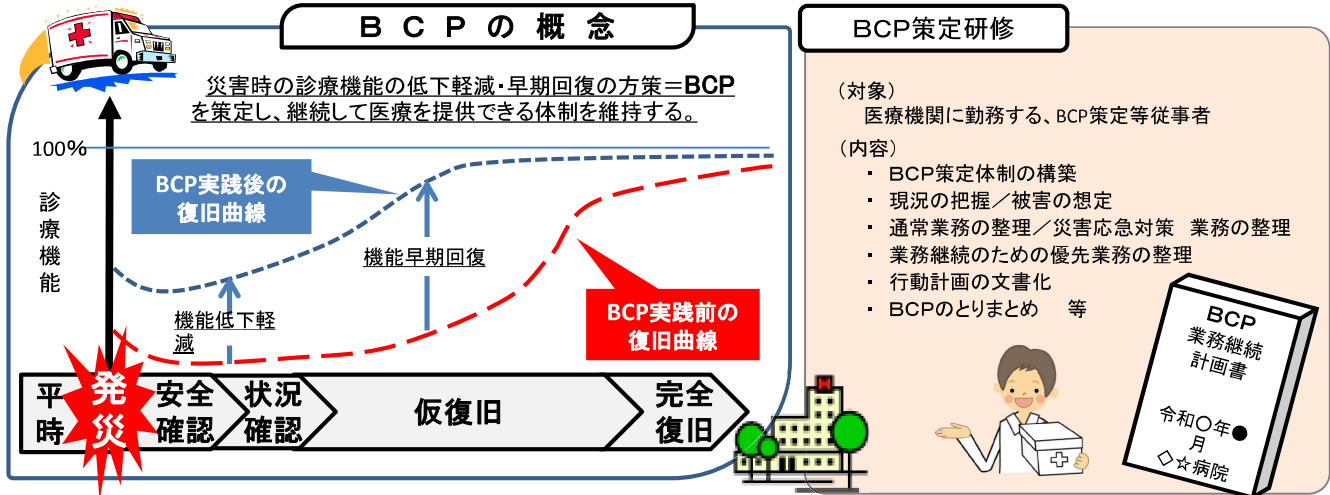 BCPの概念
災害時の診療機能の低下軽減・早期回復の方策＝BCP
を策定し、継続して医療を提供できる体制を維持する。
100%
診療機能
BCP実践後の
復旧曲線
機能早期回復
機能低下軽
減
BCP実践前の
復旧曲線
平時
発災
安全
確認
状況
確認
仮復旧
完全
復旧
H
BCP策定研修
（対象）
医療機関に勤務する、BCP策定等従事者
（内容）
・ BCP策定体制の構築
・ 現況の把握／被害の想定
・ 通常業務の整理／災害応急対策　業務の整理
・ 業務継続のための優先業務の整理
・ 行動計画の文書化
・ BCPのとりまとめ　等
BCP
業務継続
計画書
令和○年●
月
◇☆病院